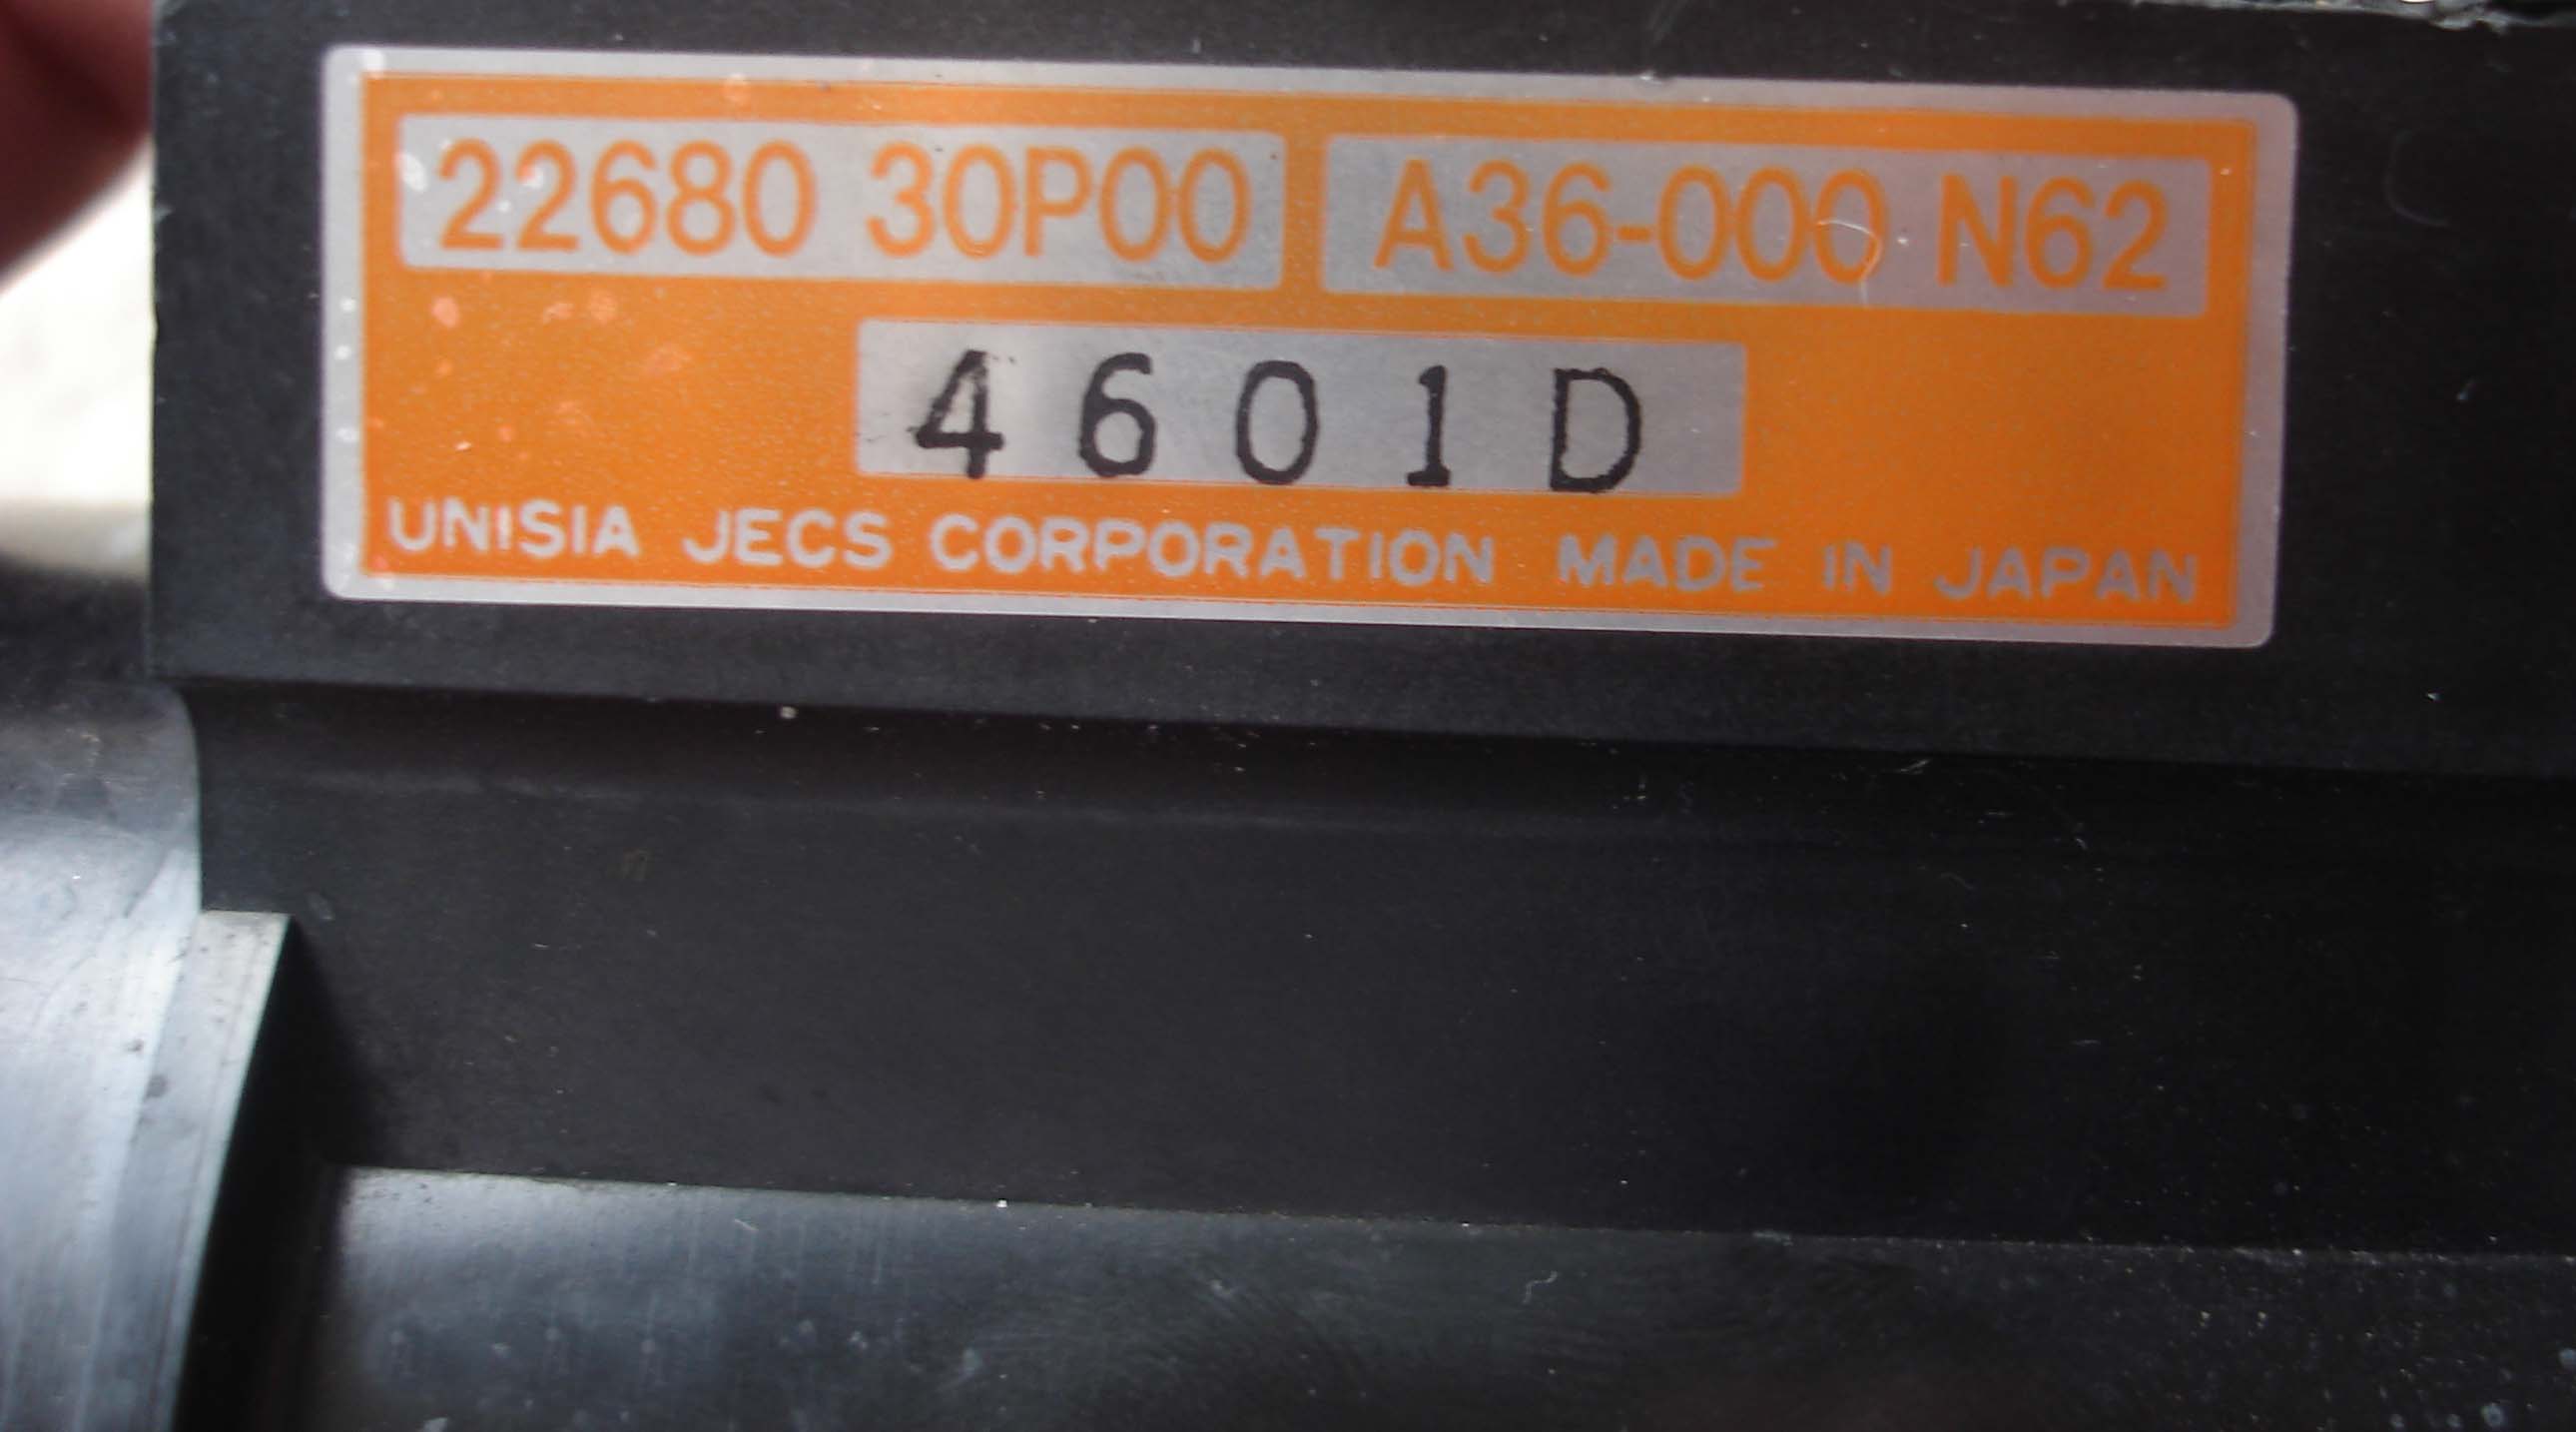 22680 30P00 A36-000 N62
4601D
UNISIA JECS CORPORATION MADE IN JAPAN